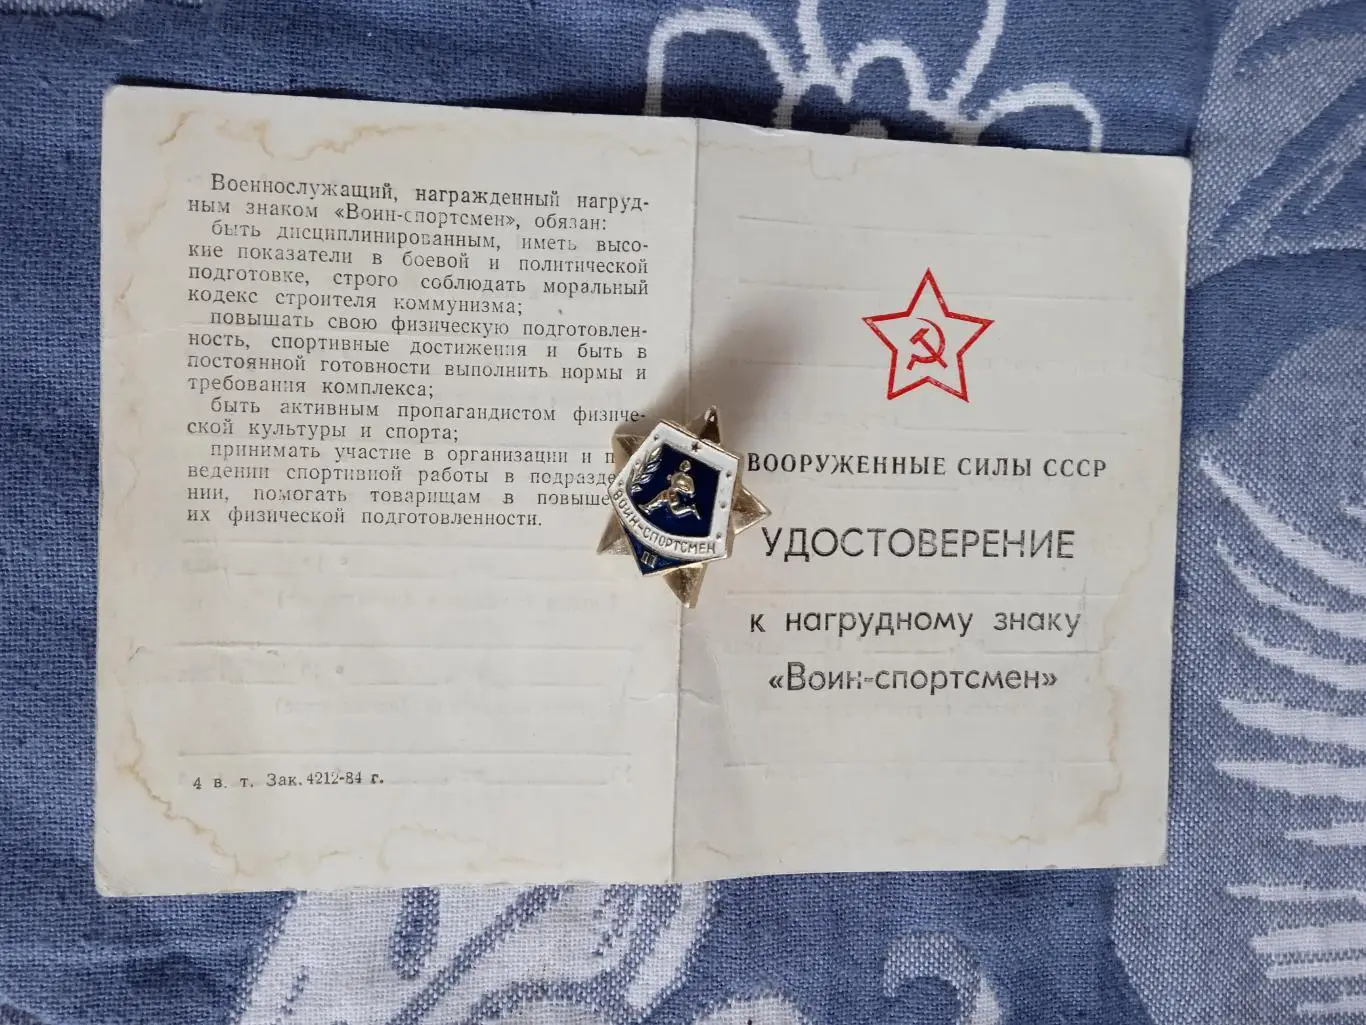 Военнослужащий, награжденный нагруд-
ным знаком «Воин-спортсмен», обязан:
быть дисциплинированным, иметь высо-
кие показатели в боевой и политической
подготовке, строго соблюдать моральный
кодекс строителя коммунизма;
повышать свою физическую подготовлен-
ность, спортивные достижения и быть в
постоянной готовности выполнить нормы и
требования комплекса;
быть активным пропагандистом физиче-
ской культуры и спорта;
принимать участие в организации и п
ведении спортивной работы в подразде
нии, помогать товарищам в повыше
их физической подготовленности.
4 в. т. Зак. 4212-84 г.
ВООРУЖЕННЫЕ СИЛЫ СССР
УДОСТОВЕРЕНИЕ
к нагрудному знаку
«Воин-спортсмен»
ВОИН-СПОРТСМЕН